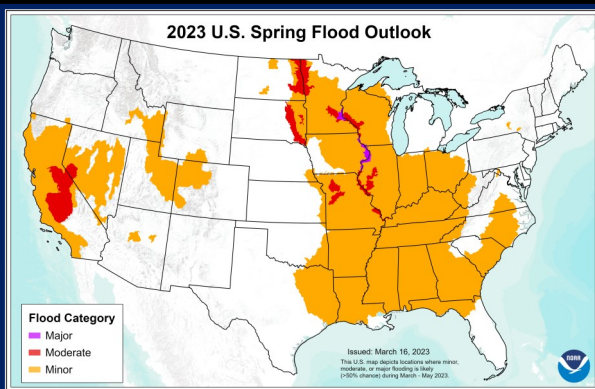 2023 U.S. Spring Flood Outlook
Flood Category
Major
Moderate
Minor
Issued: March 16, 2023
This U.S. map depicts locations where minor,
moderate, or major flooding is likely
(>50% chance) during March - May 2023.
NOAA